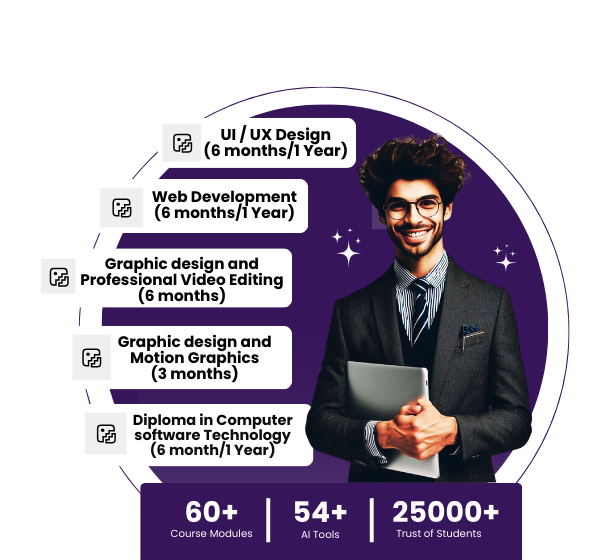 UI / UX Design
(6 months/1 Year)
Web Development
(6 months/1 Year)
Graphic design and
Professional Video Editing
(6 months)
Graphic design and
Motion Graphics
(3 months)
Diploma in Computer
software Technology
(6 month/1 Year)
60+
Course Modules
54+
AI Tools
25000+
Trust of Students